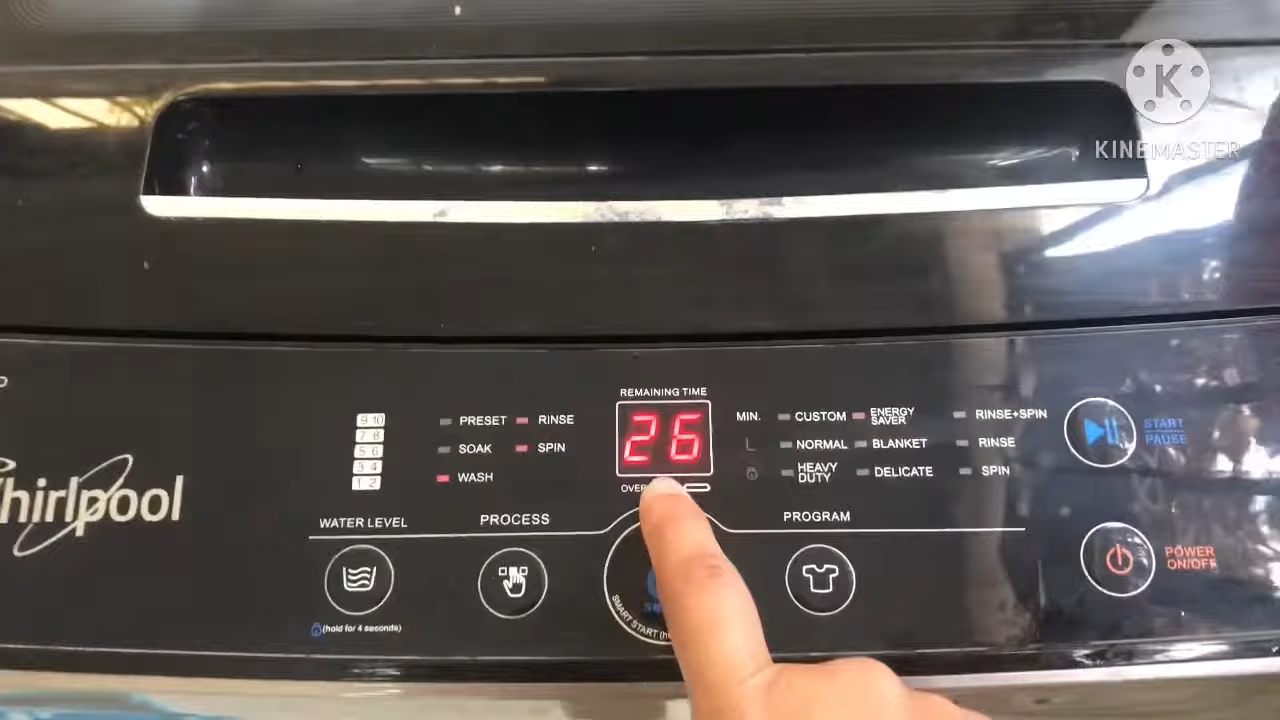 K
KINEMASTER
REMAINING TIME
26
9 10
7 8
5 6
3 4
1 2
PRESET
RINSE
SOAK
SPIN
WASH
MIN.
CUSTOM
ENERGY
SAVER
RINSE+SPIN
NORMAL
BLANKET
RINSE
HEAVY
DUTY
DELICATE
SPIN
START
PAUSE
hirlpool
WATER LEVEL
PROCESS
PROGRAM
POWER
ON/OFF
SMART START
(hold for 4 seconds)